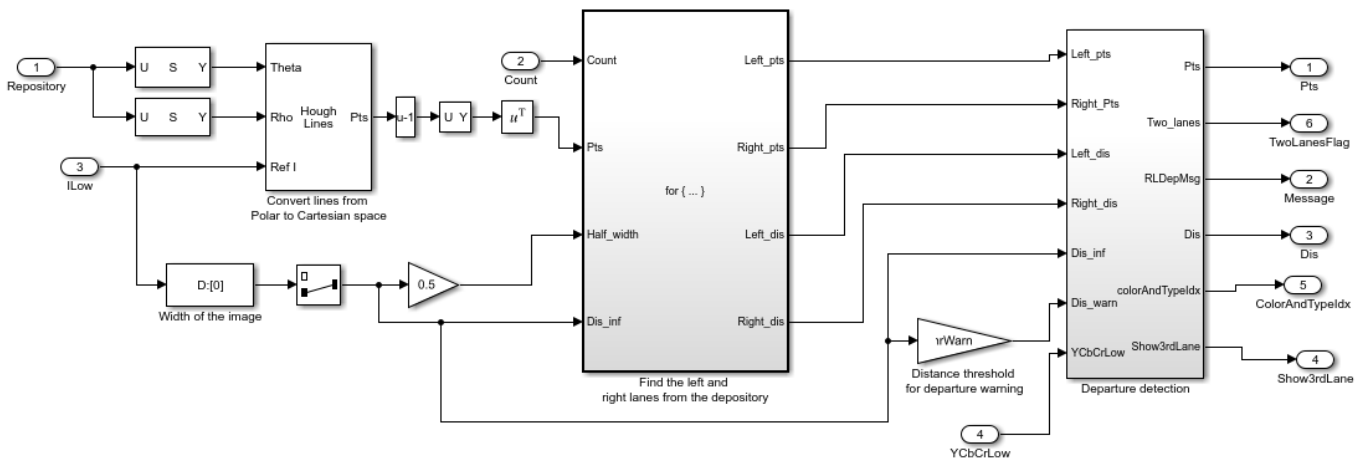 1
Repository
U S Y
U S Y
Theta
Rho
Ref I
Hough
Lines
Pts
Convert lines from
Polar to Cartesian space
3
ILow
u-1
U Y
uT
2
Count
D:[0]
Width of the image
0.5
Count
Pts
Half_width
Dis_inf
for { ... }
Left_pts
Right_pts
Left_dis
Right_dis
Find the left and
right lanes from the depository
Left_pts
Right_Pts
Left_dis
Right_dis
Dis_inf
Dis_warn
YCbCrLow
Pts
Two_lanes
RLDepMsg
Dis
colorAndTypeIdx
Show3rdLane
Departure detection
ırWarn
Distance threshold
for departure warning
4
YCbCrLow
1
Pts
6
TwoLanesFlag
2
Message
3
Dis
5
ColorAndTypeIdx
4
Show3rdLane